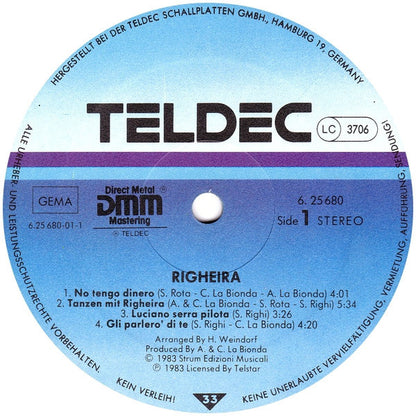 HERGESTELLT BEI DER TELDEC SCHALLPLATTEN GMBH., HAMBURG 19, GERMANY
TELDEC
LC 3706
GEMA
6.25 680-01-1
Direct Metal
DMM
Mastering
℗ TELDEC
6. 25 680
Side 1 STEREO
RIGHEIRA
1. No tengo dinero (S. Rota - C. La Bionda - A. La Bionda) 4:01
2. Tanzen mit Righeira (A. & C. La Bionda - S. Rota - S. Righi) 5:34
3. Luciano serra pilota (S. Righi) 3:26
4. Gli parlero' di te (S. Righi - C. La Bionda) 4:20
Arranged By H. Weindorf
Produced By A. & C. La Bionda
© 1983 Strum Edizioni Musicali
℗ 1983 Licensed By Telstar
33
ALLE URHEBER- UND LEISTUNGSSCHUTZRECHTE VORBEHALTEN.
KEIN VERLEIH!
KEINE UNERLAUBTE VERVIELFÄLTIGUNG, VERMIETUNG, AUFFÜHRUNG, SENDUNG!